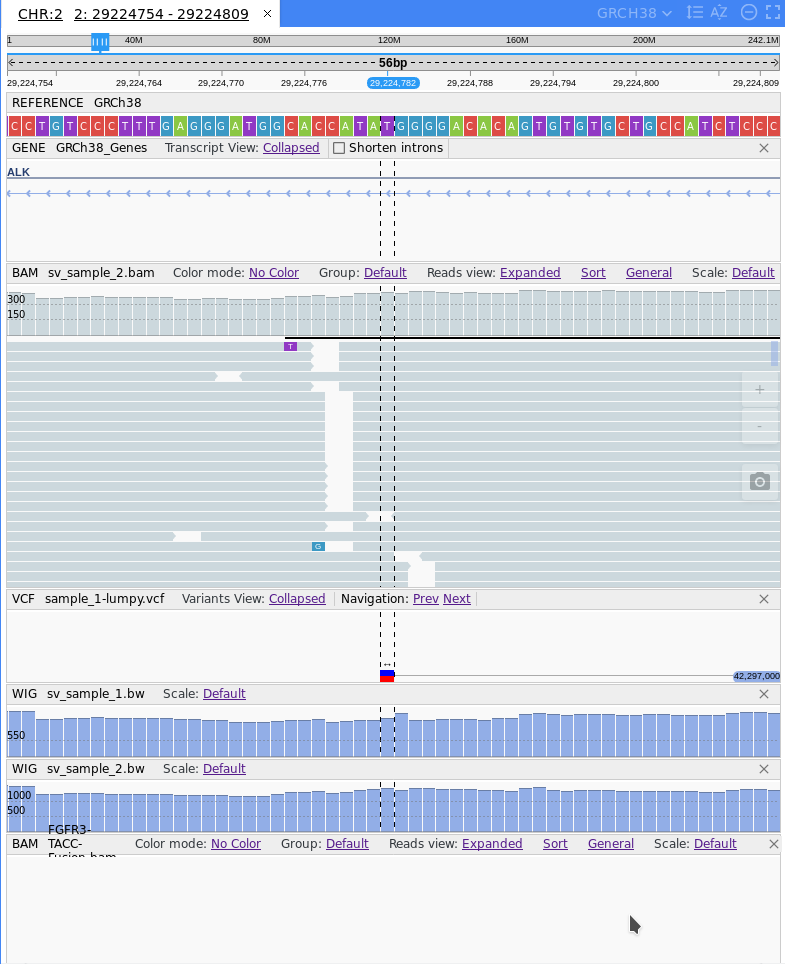 CHR:2 2: 29224754 - 29224809 × GRCH38 AZ
1 40M 80M 120M 160M 200M 242.1M
56bp
29,224,754 29,224,764 29,224,770 29,224,776 29,224,782 29,224,788 29,224,794 29,224,800 29,224,809
REFERENCE GRCh38
C C T G T C C C T T T G A G G G A T G G C A C C A T A T G G G G A C A C A G T G T G T G C T G C C A T C T C C C
GENE GRCh38_Genes Transcript View: Collapsed Shorten introns
ALK
BAM sv_sample_2.bam Color mode: No Color Group: Default Reads view: Expanded Sort General Scale: Default
300
150
T
+
-
G
VCF sample_1-lumpy.vcf Variants View: Collapsed Navigation: Prev Next
42,297,000
WIG sv_sample_1.bw Scale: Default
550
WIG sv_sample_2.bw Scale: Default
1000
500
BAM FGFR3-TACC-Fusion.bam Color mode: No Color Group: Default Reads view: Expanded Sort General Scale: Default